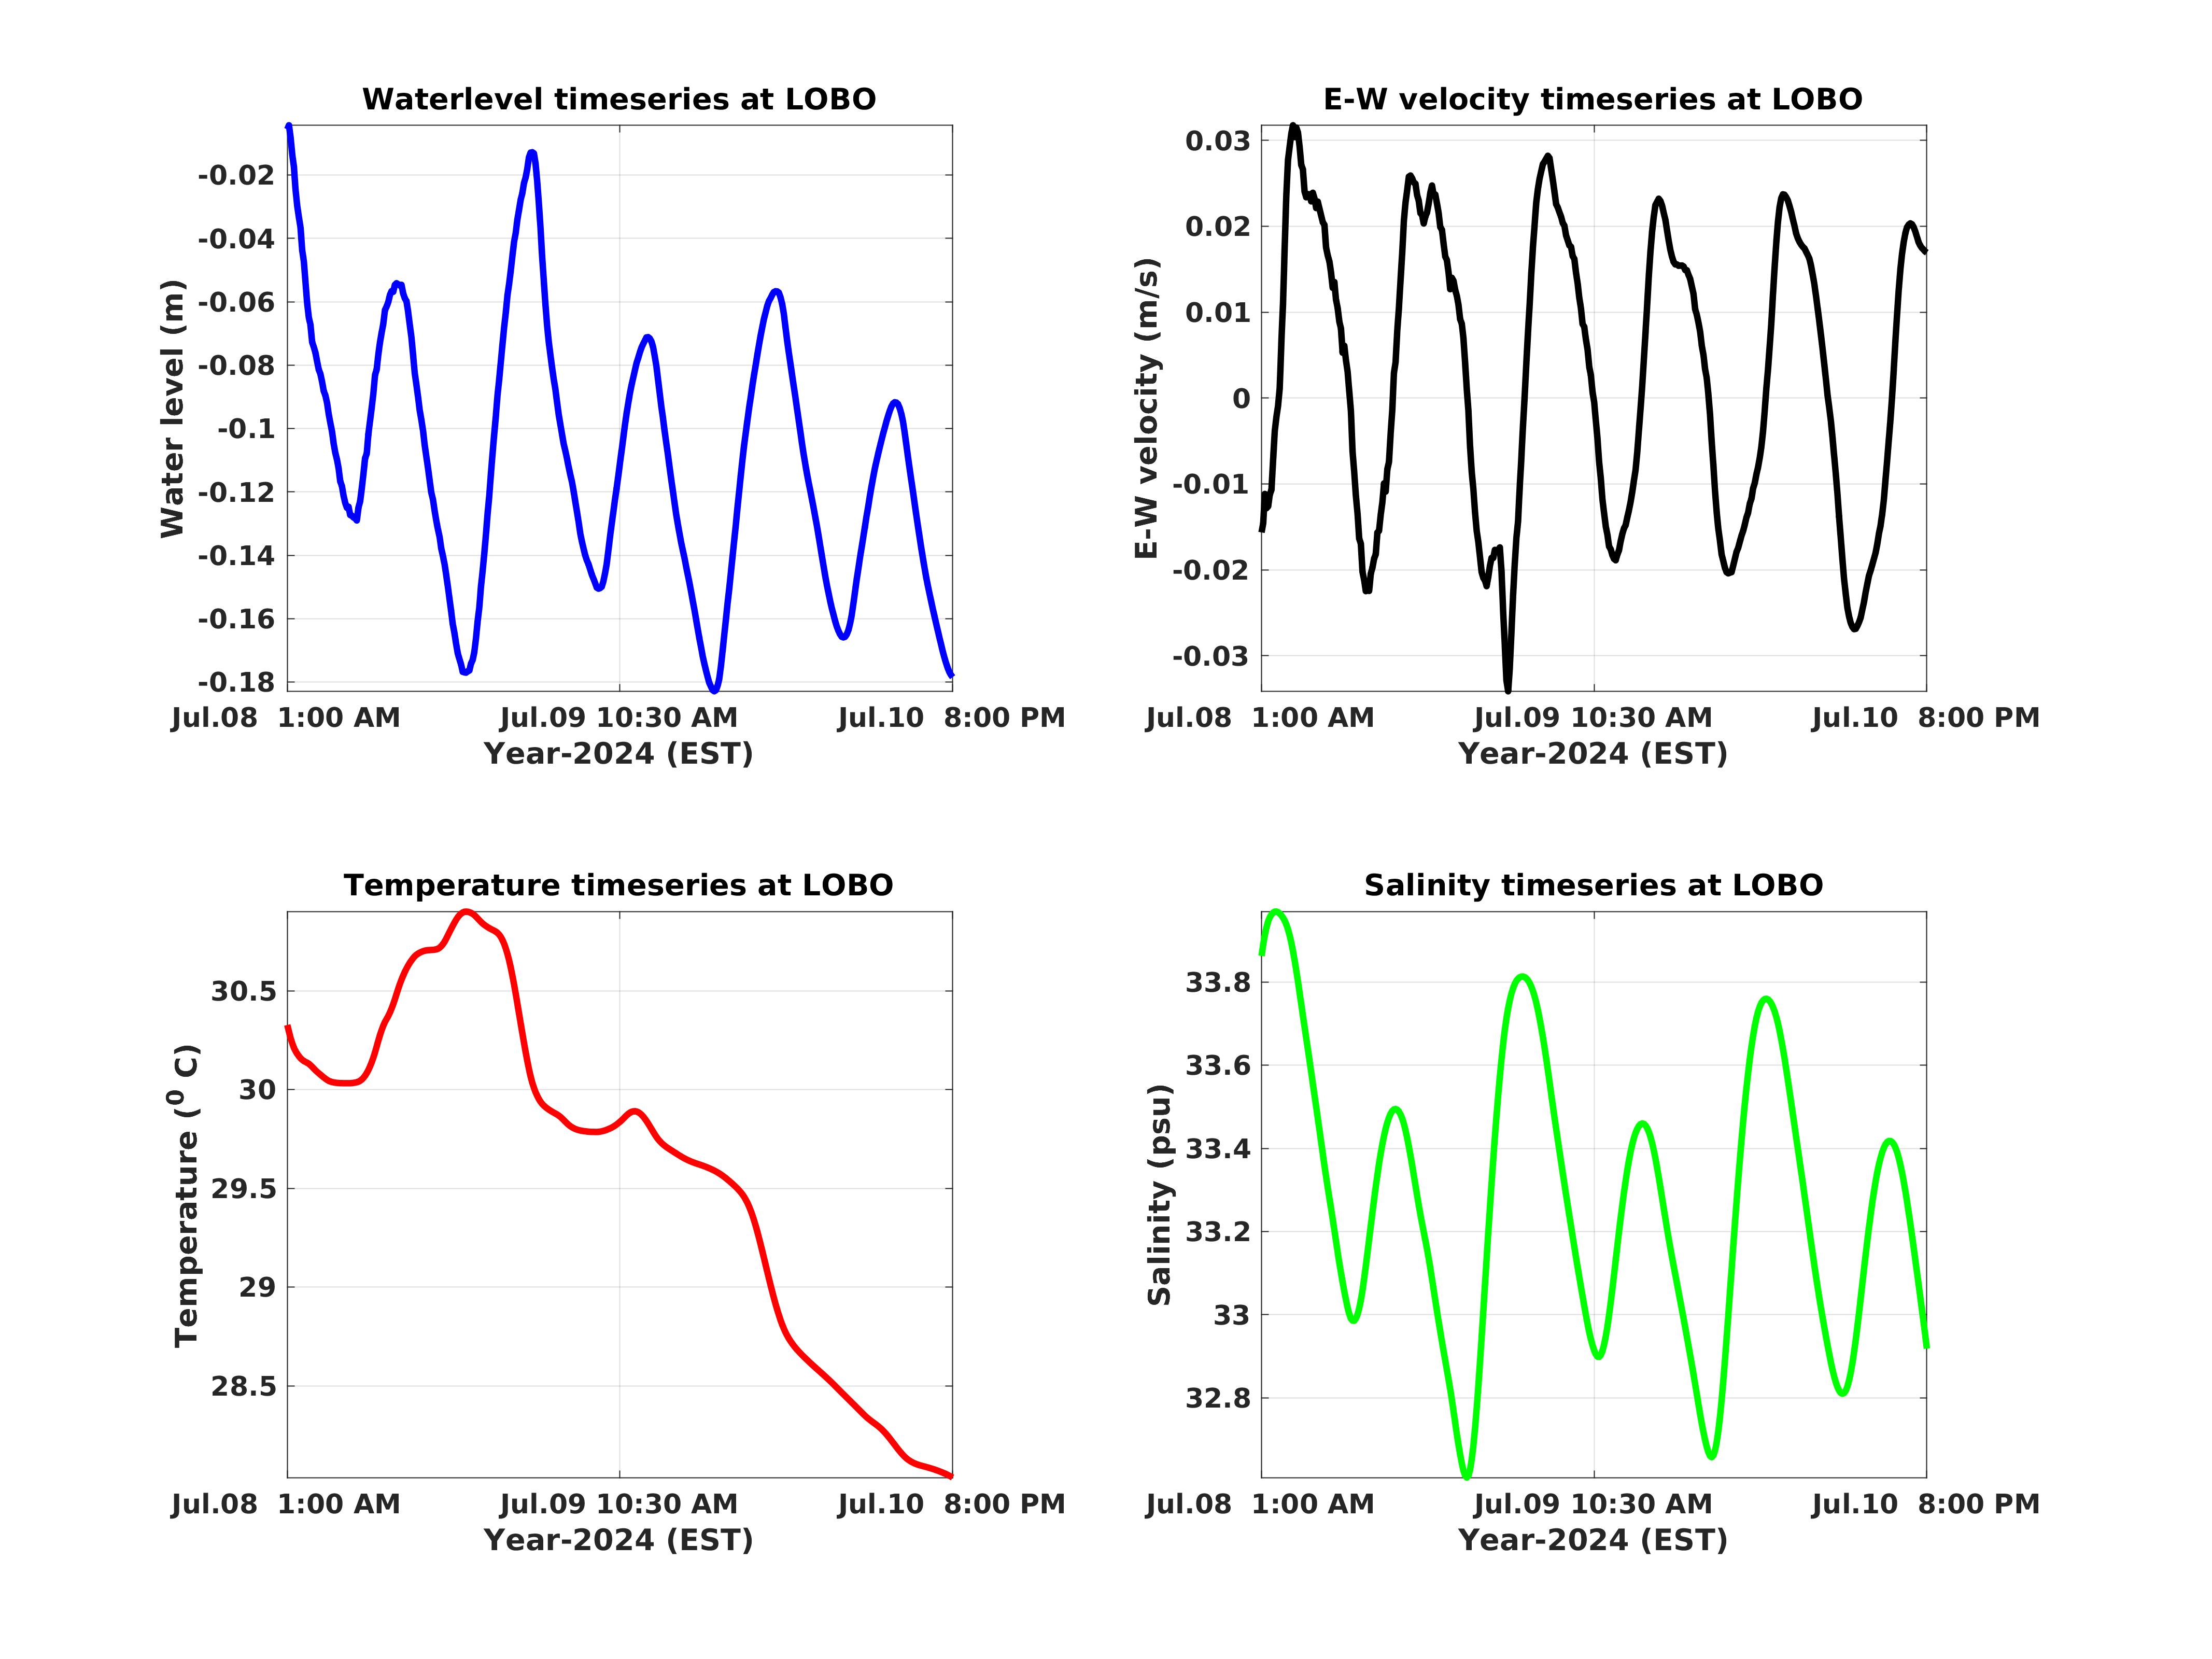 Waterlevel timeseries at LOBO
-0.02
-0.04
-0.06
-0.08
-0.1
-0.12
-0.14
-0.16
-0.18
Water level (m)
Jul.08  1:00 AM
Jul.09 10:30 AM
Jul.10  8:00 PM
Year-2024 (EST)
E-W velocity timeseries at LOBO
0.03
0.02
0.01
0
-0.01
-0.02
-0.03
E-W velocity (m/s)
Jul.08  1:00 AM
Jul.09 10:30 AM
Jul.10  8:00 PM
Year-2024 (EST)
Temperature timeseries at LOBO
30.5
30
29.5
29
28.5
Temperature (⁰ C)
Jul.08  1:00 AM
Jul.09 10:30 AM
Jul.10  8:00 PM
Year-2024 (EST)
Salinity timeseries at LOBO
33.8
33.6
33.4
33.2
33
32.8
Salinity (psu)
Jul.08  1:00 AM
Jul.09 10:30 AM
Jul.10  8:00 PM
Year-2024 (EST)